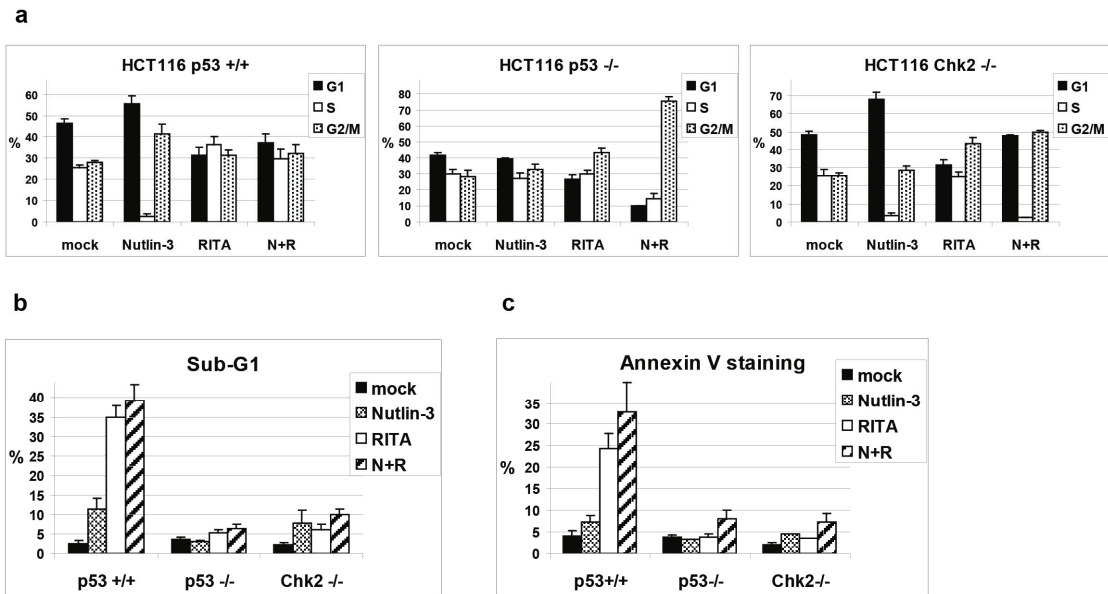 a
HCT116 p53 +/+
G1
S
G2/M
60
50
40
30
20
10
0
%
mock Nutlin-3 RITA N+R
HCT116 p53 -/-
G1
S
G2/M
80
70
60
50
40
30
20
10
0
%
mock Nutlin-3 RITA N+R
HCT116 Chk2 -/-
G1
S
G2/M
70
60
50
40
30
20
10
0
%
mock Nutlin-3 RITA N+R
b
Sub-G1
mock
Nutlin-3
RITA
N+R
40
35
30
25
20
15
10
5
0
%
p53 +/+ p53 -/- Chk2 -/-
c
Annexin V staining
mock
Nutlin-3
RITA
N+R
35
30
25
20
15
10
5
0
%
p53+/+ p53-/- Chk2-/-